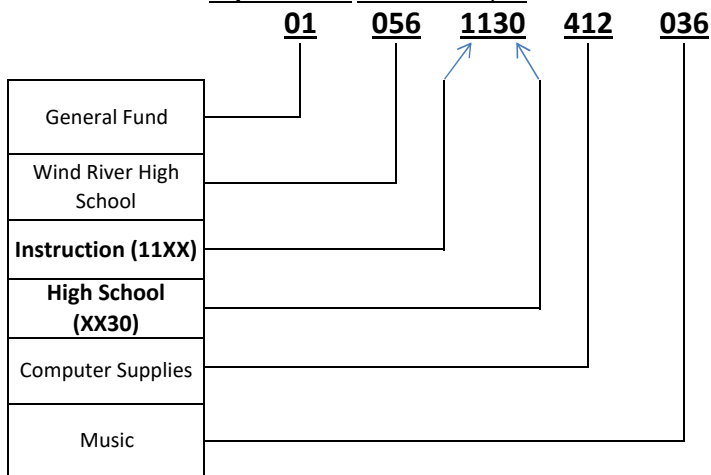 01 056 1130 412 036
General Fund
Wind River High
School
Instruction (11XX)
High School
(XX30)
Computer Supplies
Music